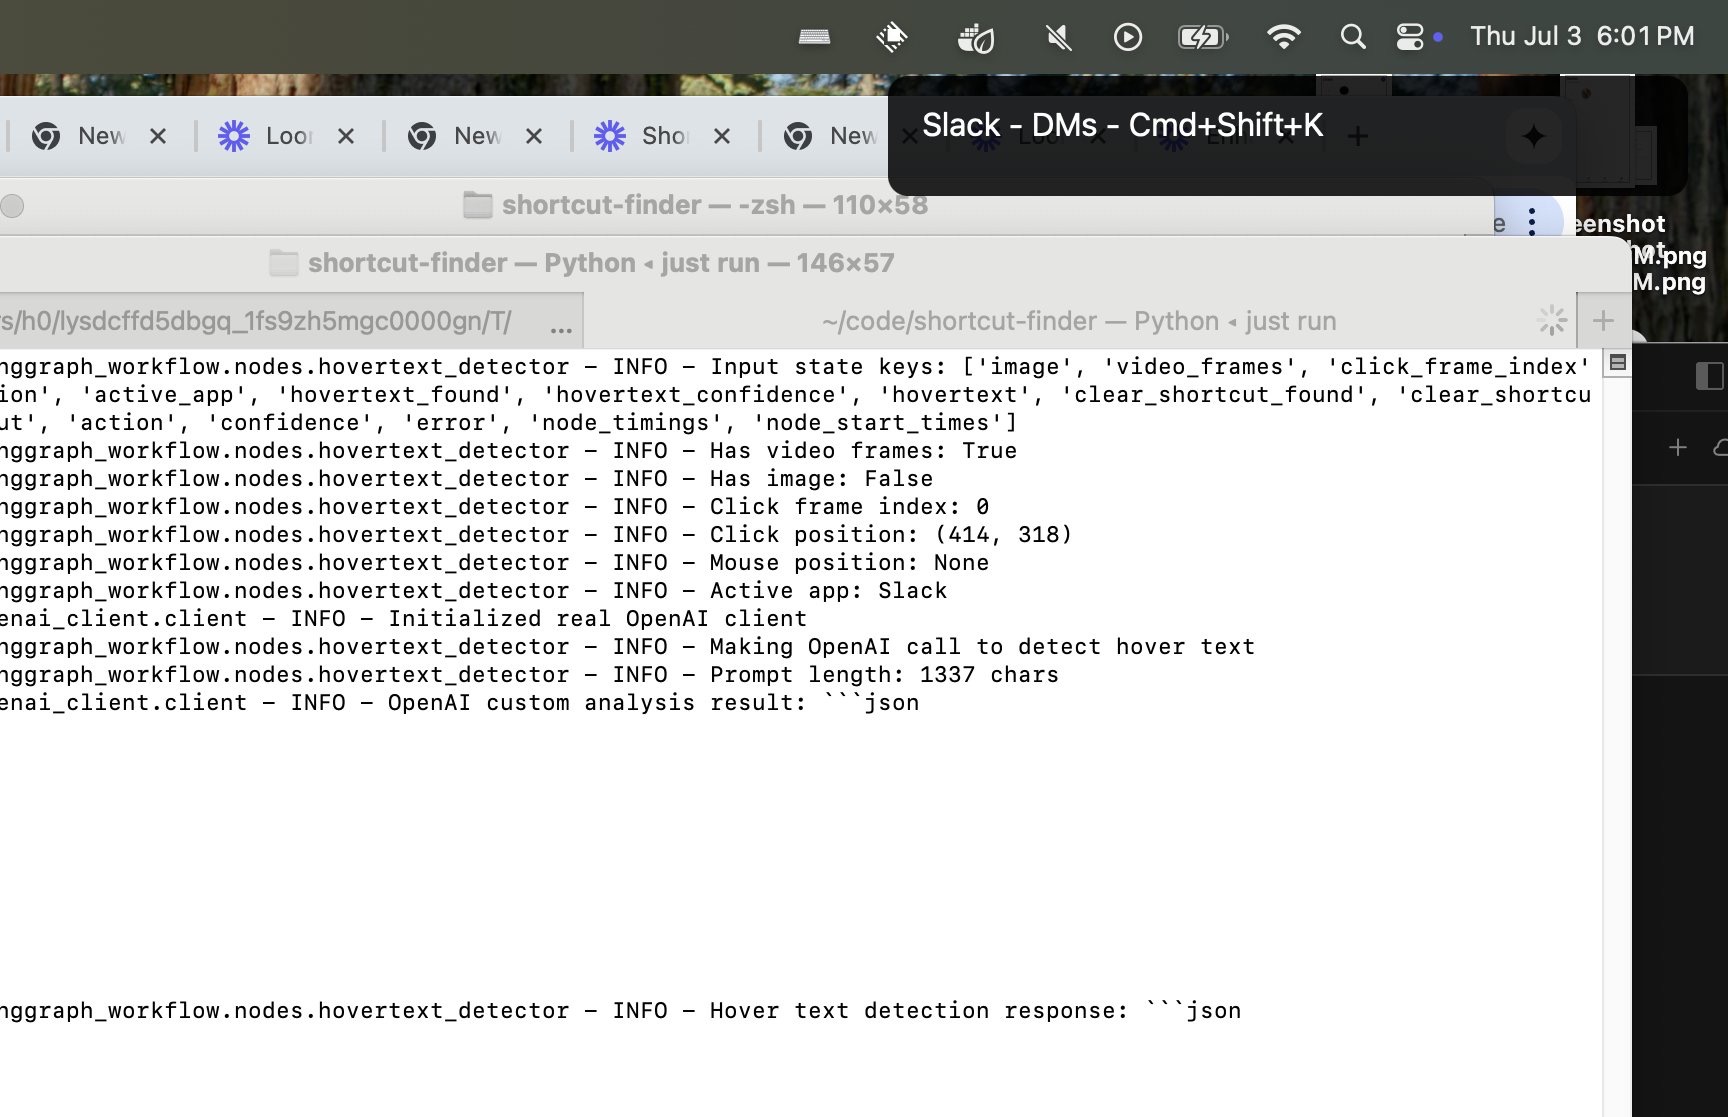 Thu Jul 3 6:01 PM
New
Loor
New
Sho
New
Slack - DMs - Cmd+Shift+K
shortcut-finder — -zsh — 110×58
e
eenshot
M.png
M.png
shortcut-finder — Python ◂ just run — 146×57
s/h0/lysdcffd5dbgq_1fs9zh5mgc0000gn/T/ ...
~/code/shortcut-finder — Python ◂ just run
nggraph_workflow.nodes.hovertext_detector – INFO – Input state keys: ['image', 'video_frames', 'click_frame_index'
ion', 'active_app', 'hovertext_found', 'hovertext_confidence', 'hovertext', 'clear_shortcut_found', 'clear_shortcu
ut', 'action', 'confidence', 'error', 'node_timings', 'node_start_times']
nggraph_workflow.nodes.hovertext_detector – INFO – Has video frames: True
nggraph_workflow.nodes.hovertext_detector – INFO – Has image: False
nggraph_workflow.nodes.hovertext_detector – INFO – Click frame index: 0
nggraph_workflow.nodes.hovertext_detector – INFO – Click position: (414, 318)
nggraph_workflow.nodes.hovertext_detector – INFO – Mouse position: None
nggraph_workflow.nodes.hovertext_detector – INFO – Active app: Slack
enai_client.client – INFO – Initialized real OpenAI client
nggraph_workflow.nodes.hovertext_detector – INFO – Making OpenAI call to detect hover text
nggraph_workflow.nodes.hovertext_detector – INFO – Prompt length: 1337 chars
enai_client.client – INFO – OpenAI custom analysis result: ```json
nggraph_workflow.nodes.hovertext_detector – INFO – Hover text detection response: ```json